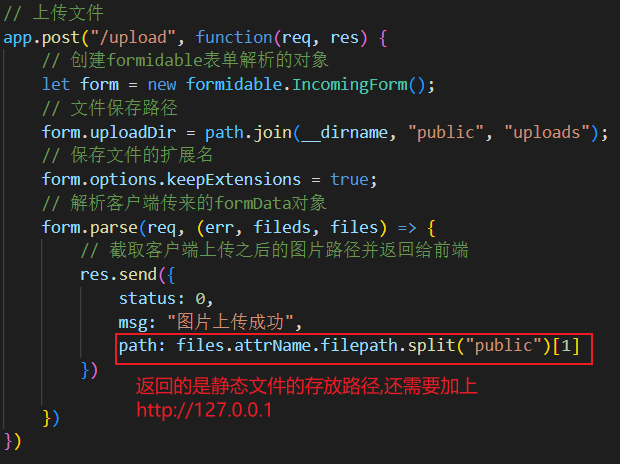 // 上传文件
app.post("/upload", function(req, res) {
// 创建formidable表单解析的对象
let form = new formidable.IncomingForm();
// 文件保存路径
form.uploadDir = path.join(__dirname, "public", "uploads");
// 保存文件的扩展名
form.options.keepExtensions = true;
// 解析客户端传来的formData对象
form.parse(req, (err, fileds, files) => {
// 截取客户端上传之后的图片路径并返回给前端
res.send({
status: 0,
msg: "图片上传成功",
path: files.attrName.filepath.split("public")[1]
})
返回的是静态文件的存放路径,还需要加上
http://127.0.0.1
})
})